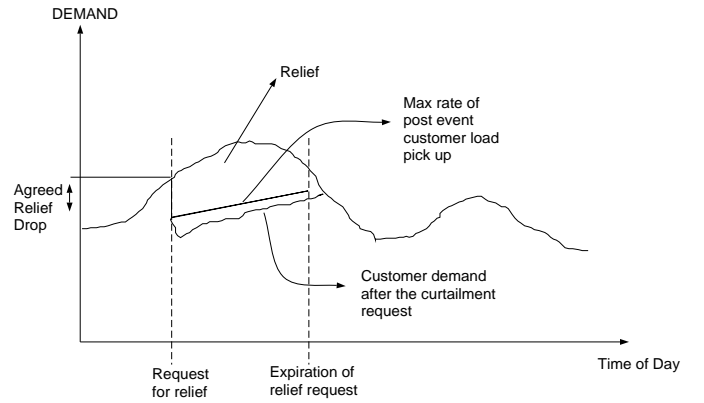 DEMAND
Relief
Max rate of
post event
customer load
pick up
Agreed
Relief
Drop
Customer demand
after the curtailment
request
Time of Day
Request
for relief
Expiration of
relief request